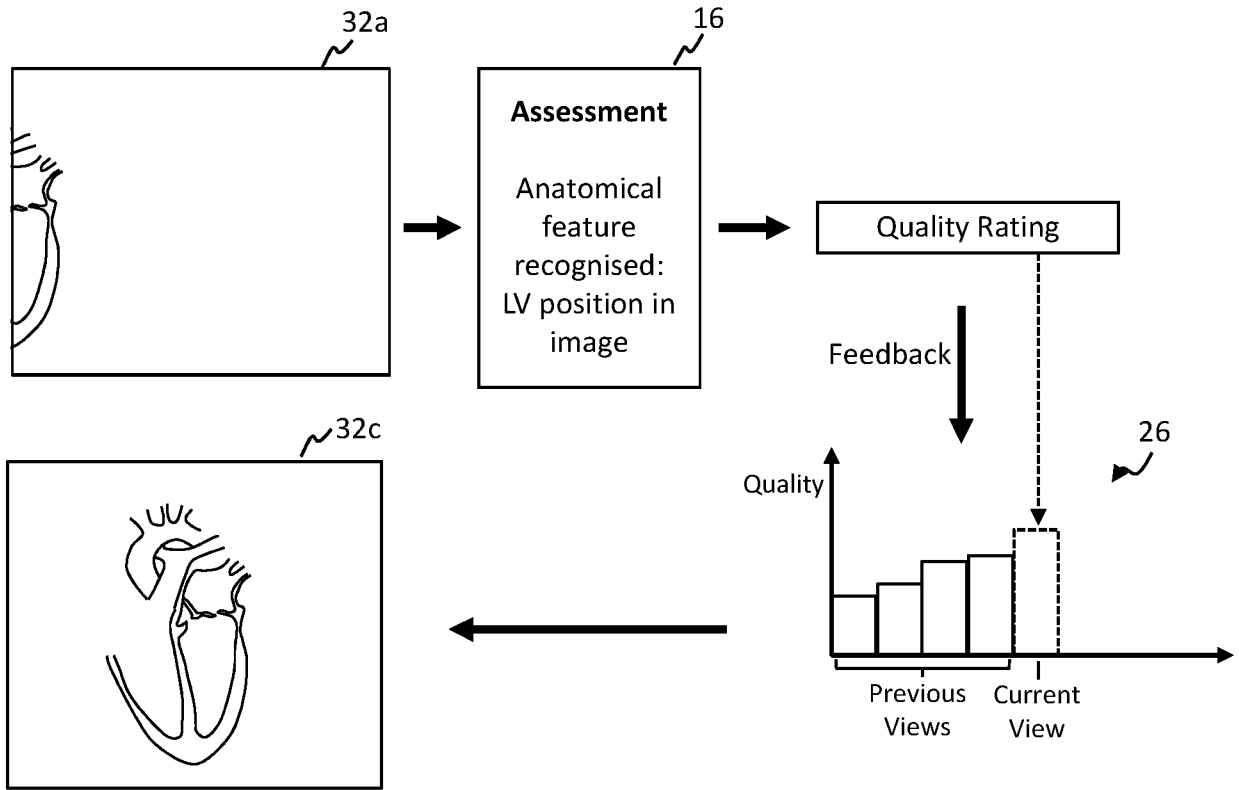 32a
16
Assessment
Anatomical
feature
recognised:
LV position in
image
Quality Rating
Feedback
32c
26
Quality
Previous
Views
Current
View